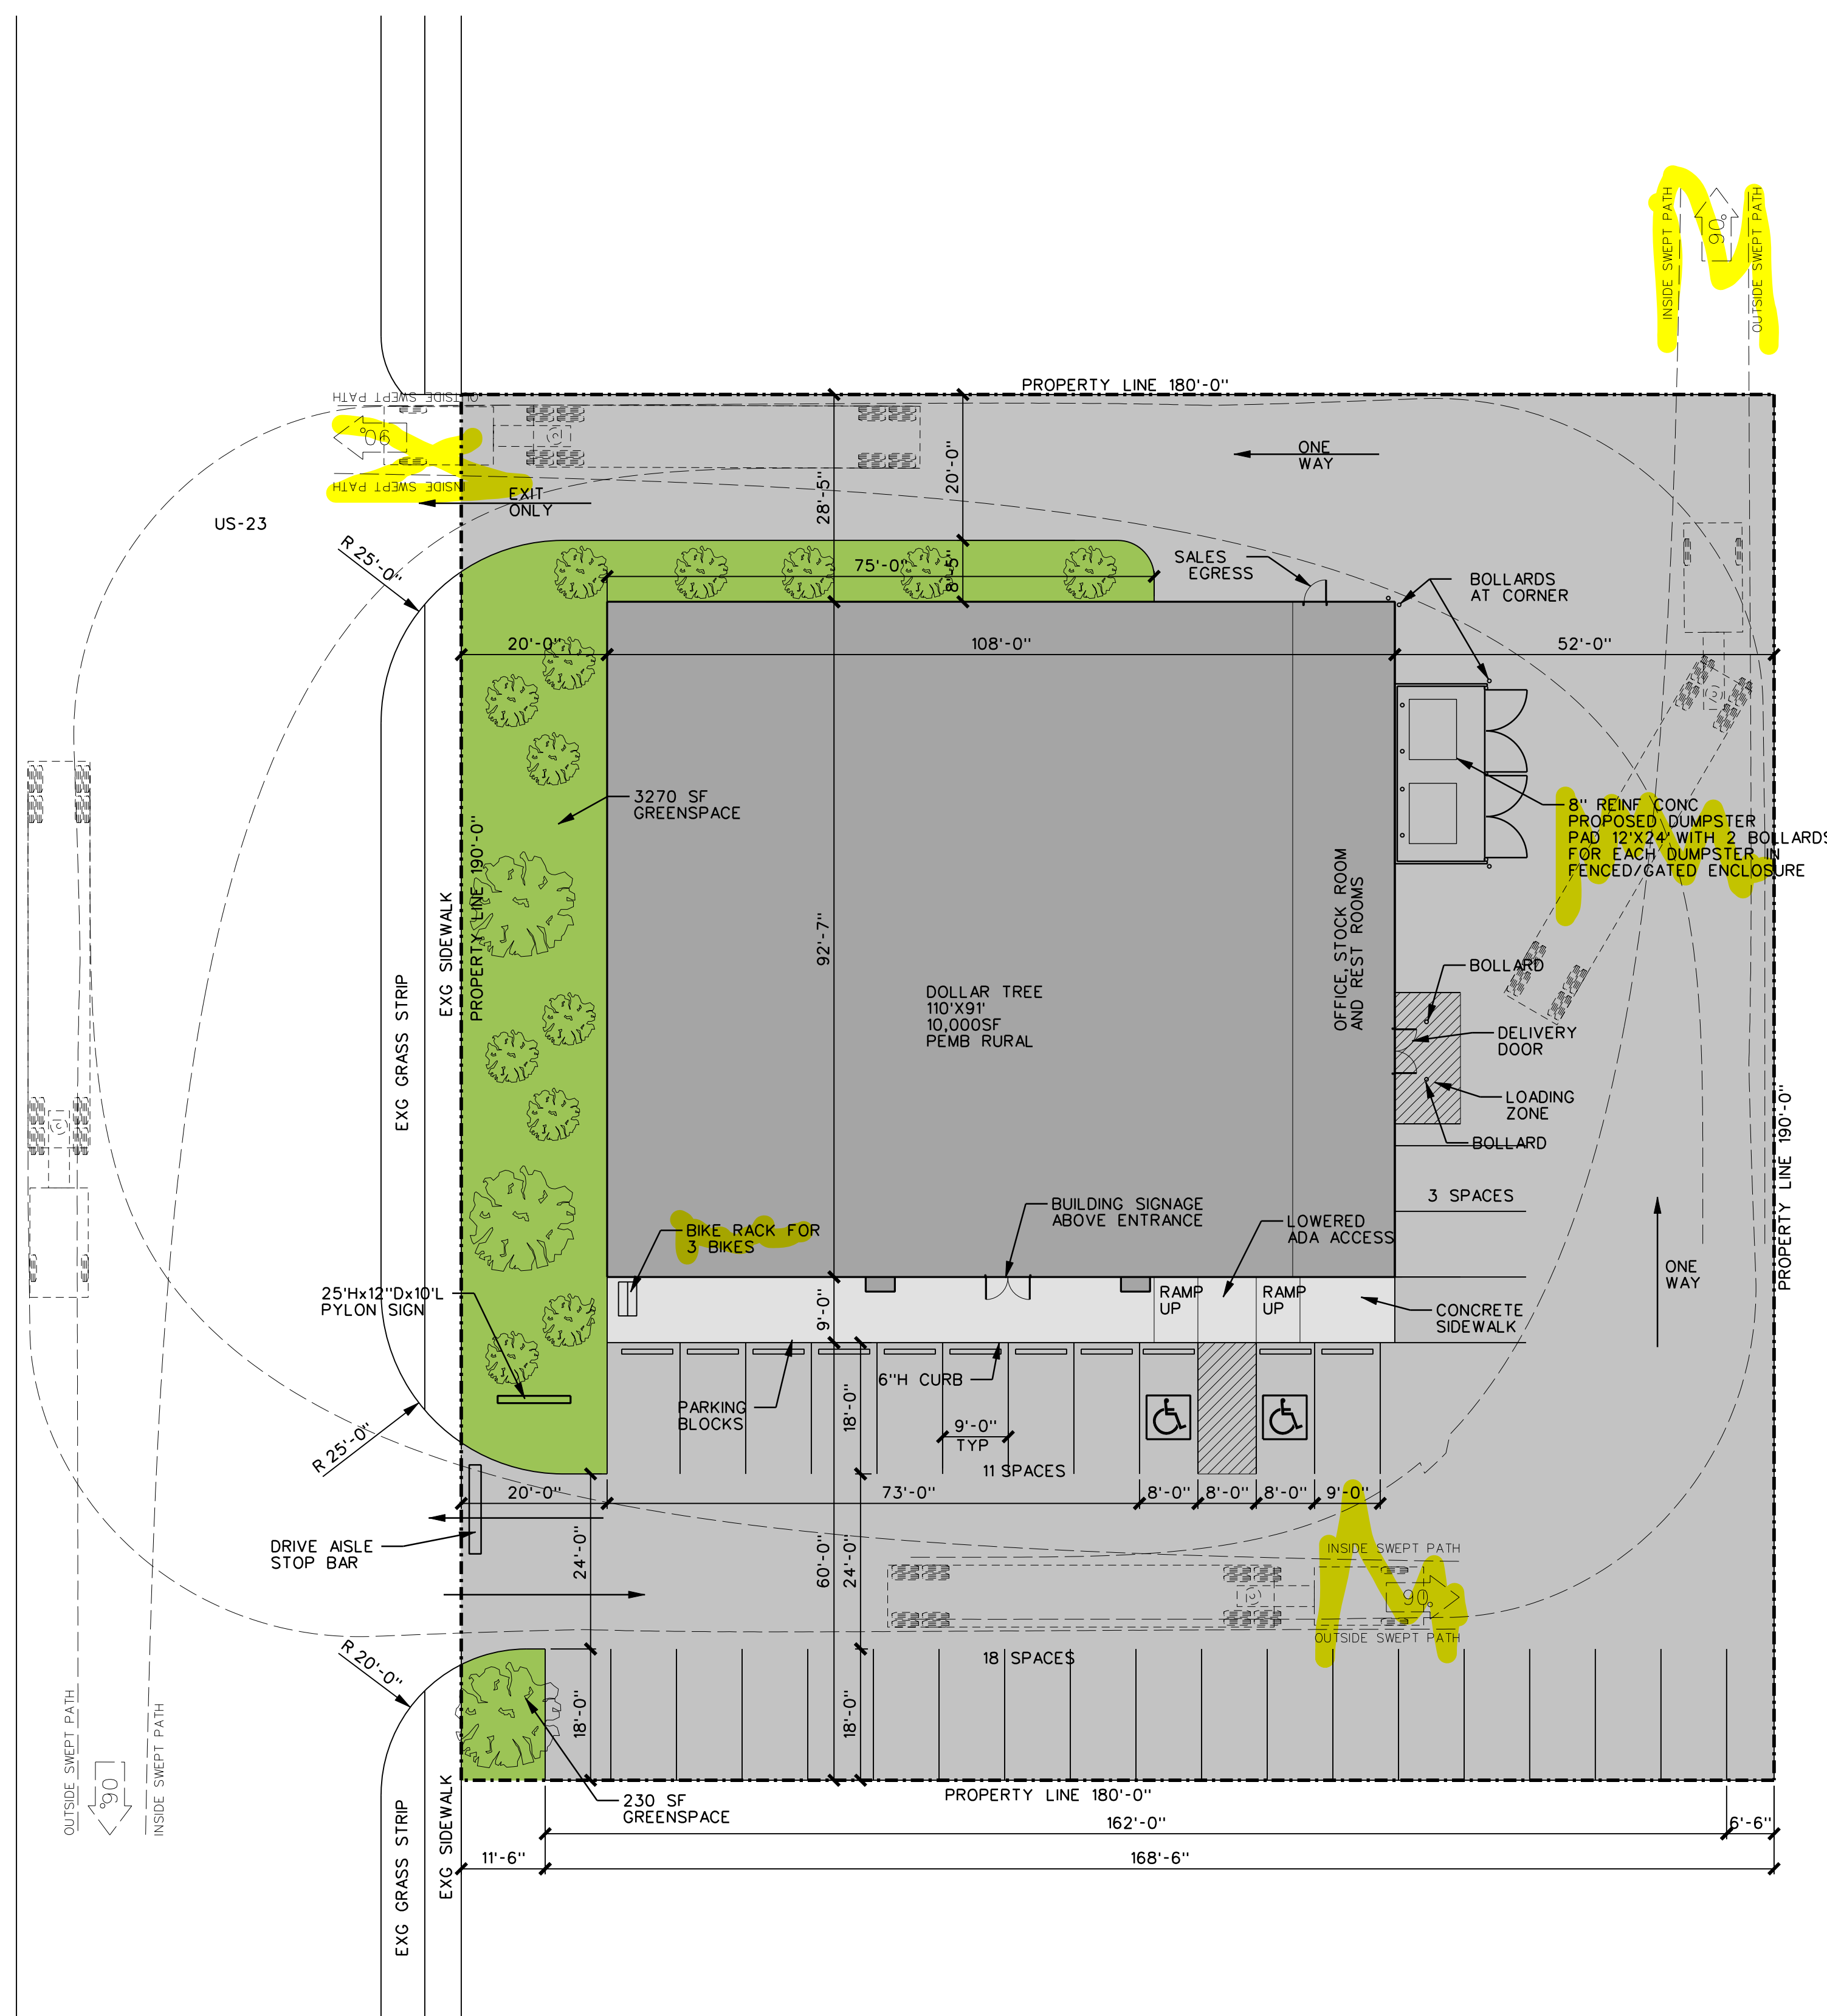 PROPERTY LINE 180'-0"
INSIDE SWEPT PATH
90°
OUTSIDE SWEPT PATH
OUTSIDE SWEPT PATH
90°
INSIDE SWEPT PATH
EXIT
ONLY
US-23
ONE
WAY
28'-5"
20'-0"
R 25'-0"
75'-0"
8'-5"
SALES
EGRESS
BOLLARDS
AT CORNER
20'-0"
108'-0"
52'-0"
3270 SF
GREENSPACE
8" REINF CONC
PROPOSED DUMPSTER
PAD 12'X24' WITH 2 BOLLARDS
FOR EACH DUMPSTER IN
FENCED/GATED ENCLOSURE
PROPERTY LINE 190'-0"
EXG SIDEWALK
EXG GRASS STRIP
92'-7"
OFFICE, STOCK ROOM
AND REST ROOMS
DOLLAR TREE
110'X91'
10,000SF
PEMB RURAL
BOLLARD
DELIVERY
DOOR
LOADING
ZONE
BOLLARD
PROPERTY LINE 190'-0"
3 SPACES
BUILDING SIGNAGE
ABOVE ENTRANCE
LOWERED
ADA ACCESS
BIKE RACK FOR
3 BIKES
ONE
WAY
25'Hx12"Dx10'L
PYLON SIGN
RAMP
UP
RAMP
UP
CONCRETE
SIDEWALK
9'-0"
6"H CURB
PARKING
BLOCKS
18'-0"
9'-0"
TYP
11 SPACES
R 25'-0"
20'-0"
73'-0"
8'-0"
8'-0"
8'-0"
9'-0"
DRIVE AISLE
STOP BAR
24'-0"
60'-0"
24'-0"
INSIDE SWEPT PATH
90°
OUTSIDE SWEPT PATH
R 20'-0"
18 SPACES
18'-0"
18'-0"
OUTSIDE SWEPT PATH
90°
INSIDE SWEPT PATH
230 SF
GREENSPACE
PROPERTY LINE 180'-0"
162'-0"
6'-6"
11'-6"
168'-6"
EXG GRASS STRIP
EXG SIDEWALK